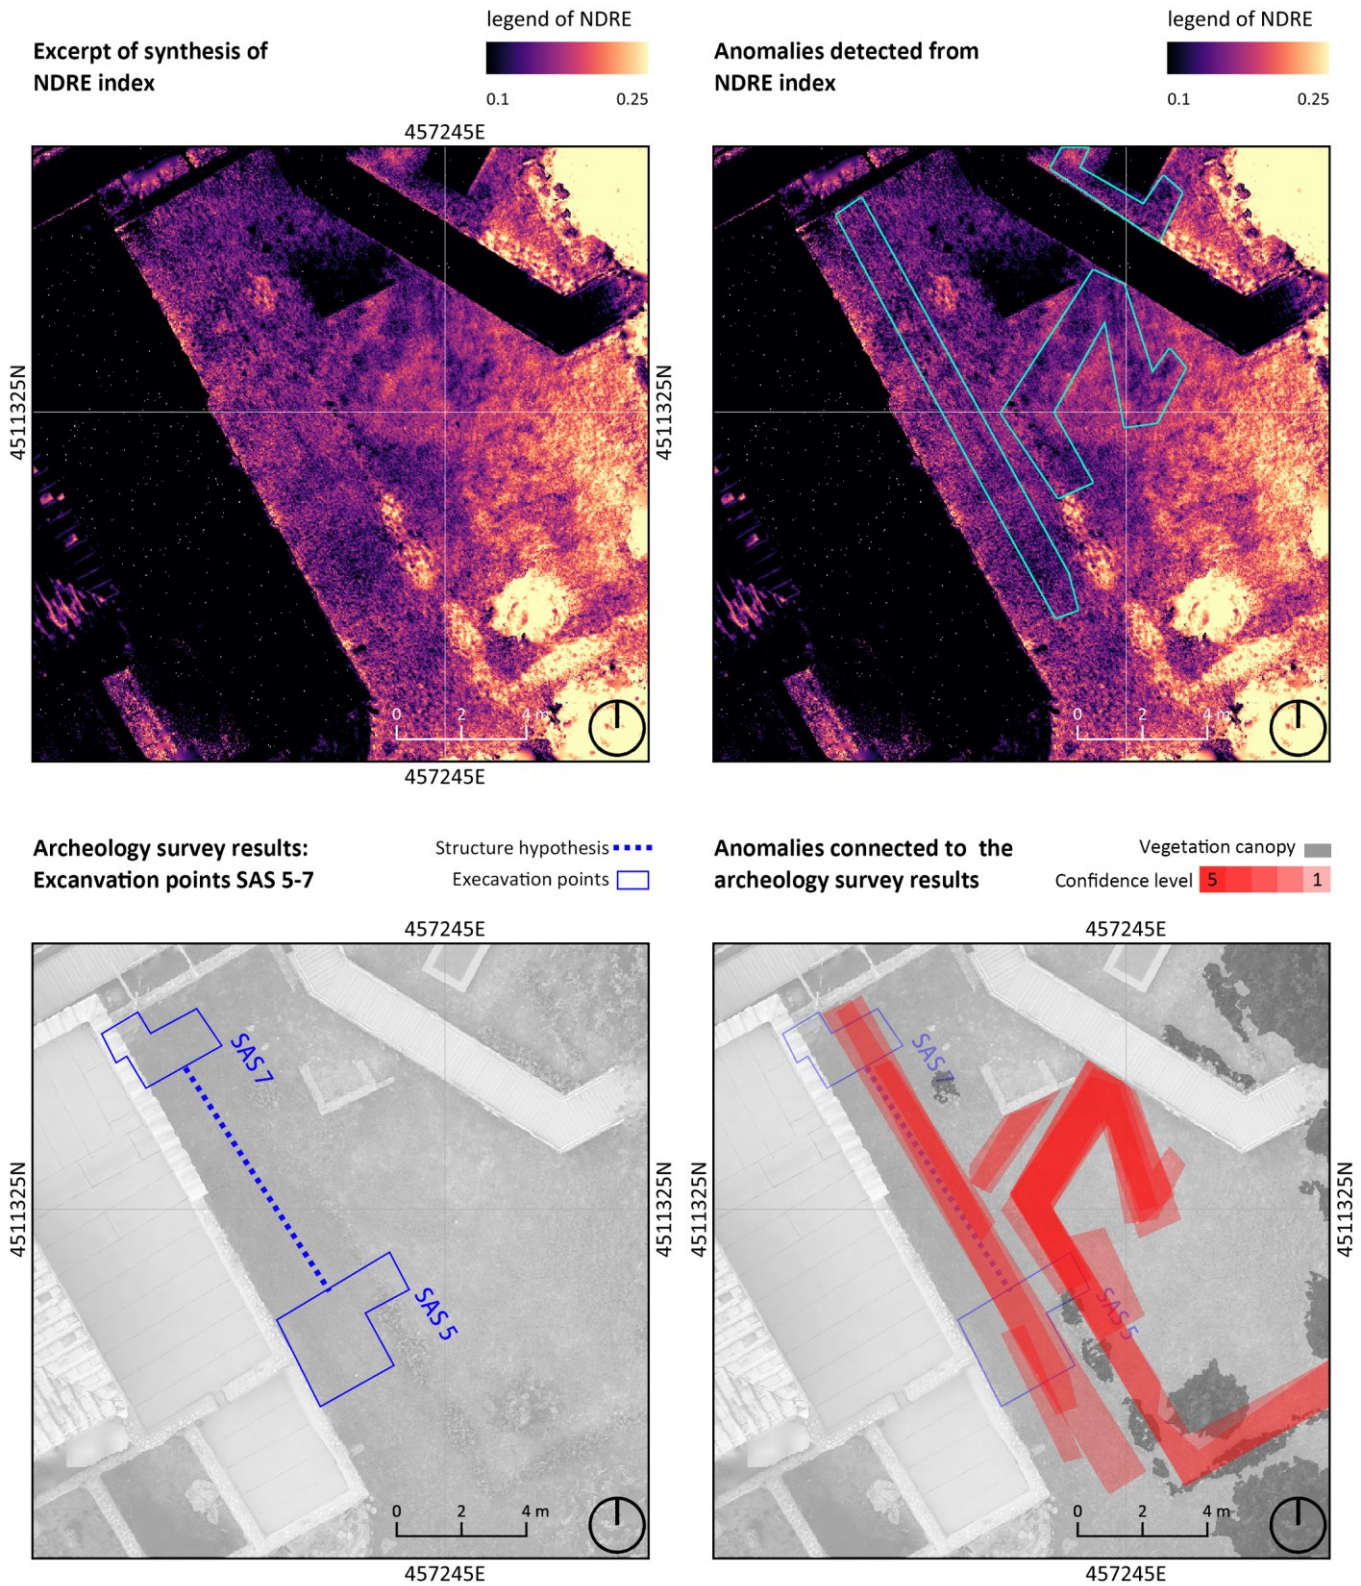 legend of NDRE
Excerpt of synthesis of
NDRE index
0.1 0.25
457245E
4511325N
4511325N
0 2 4 m
457245E
legend of NDRE
Anomalies detected from
NDRE index
0.1 0.25
0 2 4 m
Archeology survey results:
Excanvation points SAS 5-7
Structure hypothesis
Execavation points
457245E
4511325N
SAS 7
SAS 5
4511325N
0 2 4 m
457245E
Anomalies connected to the
archeology survey results
Vegetation canopy
Confidence level 5 1
457245E
4511325N
SAS 7
SAS 5
4511325N
0 2 4 m
457245E